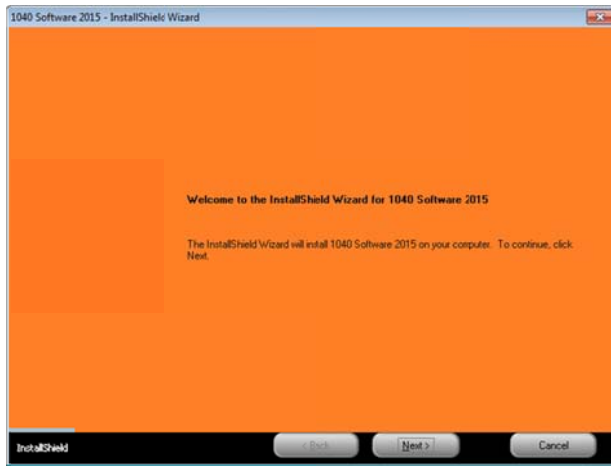 1040 Software 2015 - InstallShield Wizard
Welcome to the InstallShield Wizard for 1040 Software 2015
The InstallShield Wizard will install 1040 Software 2015 on your computer. To continue, click
Next.
InstallShield
< Back
Next >
Cancel